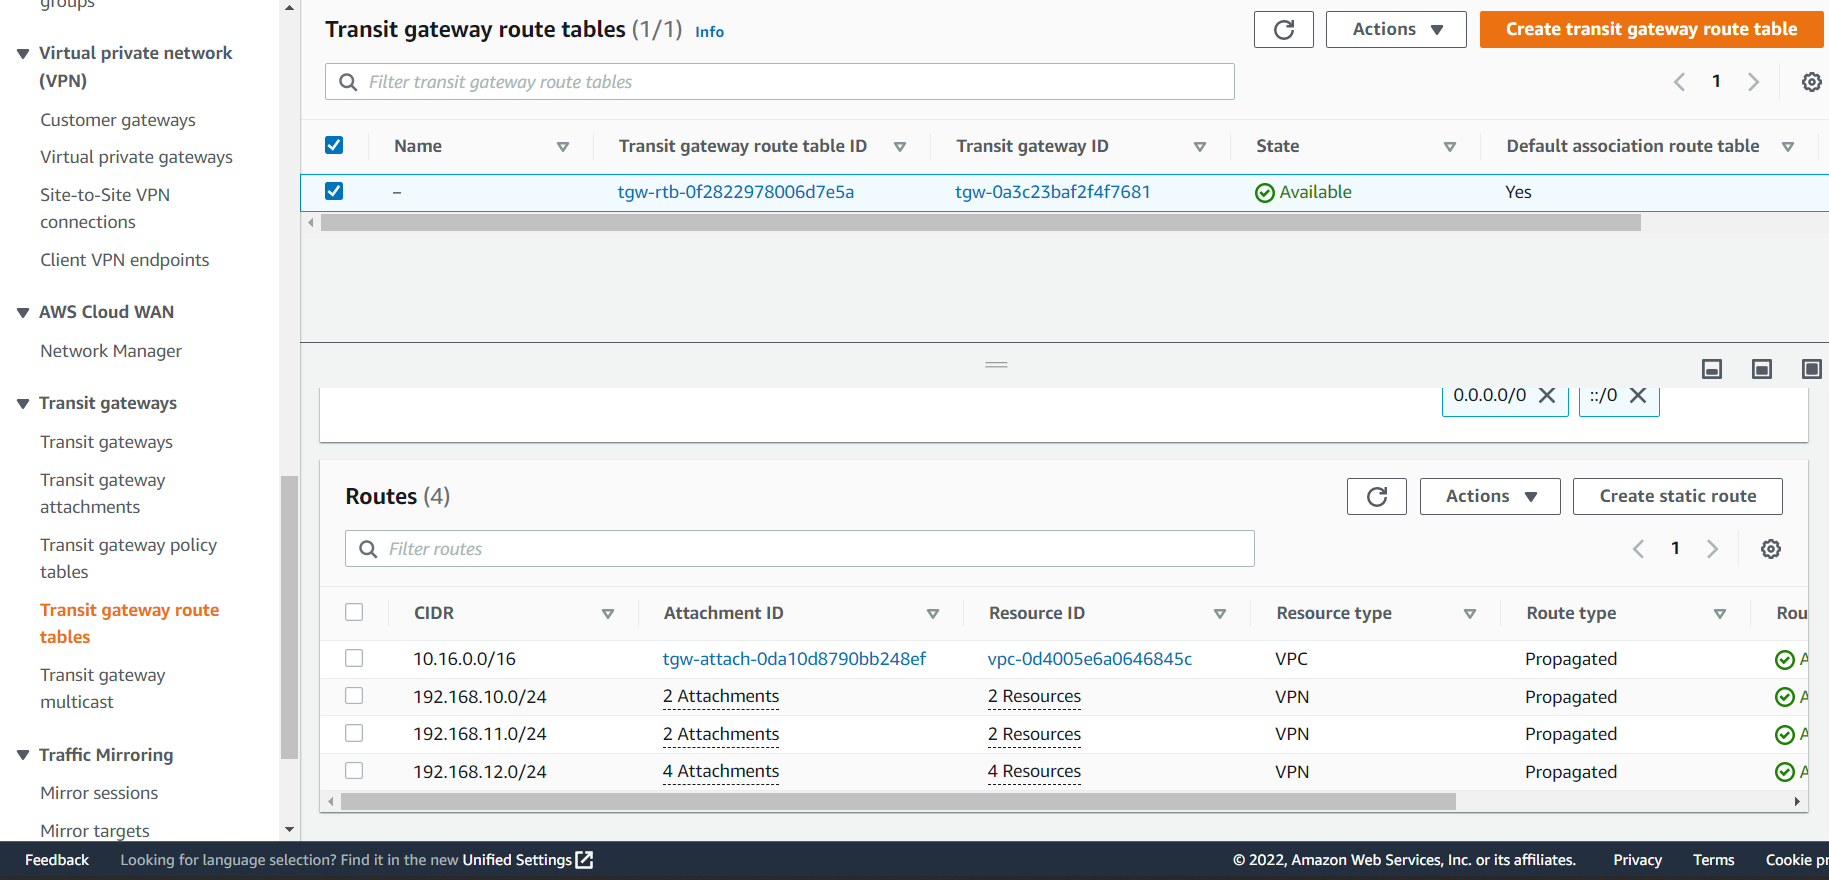 groups
Virtual private network
(VPN)
Customer gateways
Virtual private gateways
Site-to-Site VPN
connections
Client VPN endpoints
AWS Cloud WAN
Network Manager
Transit gateways
Transit gateways
Transit gateway
attachments
Transit gateway policy
tables
Transit gateway route
tables
Transit gateway
multicast
Traffic Mirroring
Mirror sessions
Mirror targets
Transit gateway route tables (1/1) Info
Actions
Create transit gateway route table
Filter transit gateway route tables
1
Name Transit gateway route table ID Transit gateway ID State Default association route table
– tgw-rtb-0f2822978006d7e5a tgw-0a3c23baf2f4f7681 Available Yes
0.0.0.0/0 ::/0
Routes (4)
Actions
Create static route
Filter routes
1
CIDR Attachment ID Resource ID Resource type Route type Rou
10.16.0.0/16 tgw-attach-0da10d8790bb248ef vpc-0d4005e6a0646845c VPC Propagated A
192.168.10.0/24 2 Attachments 2 Resources VPN Propagated A
192.168.11.0/24 2 Attachments 2 Resources VPN Propagated A
192.168.12.0/24 4 Attachments 4 Resources VPN Propagated A
Feedback Looking for language selection? Find it in the new Unified Settings © 2022, Amazon Web Services, Inc. or its affiliates. Privacy Terms Cookie pr